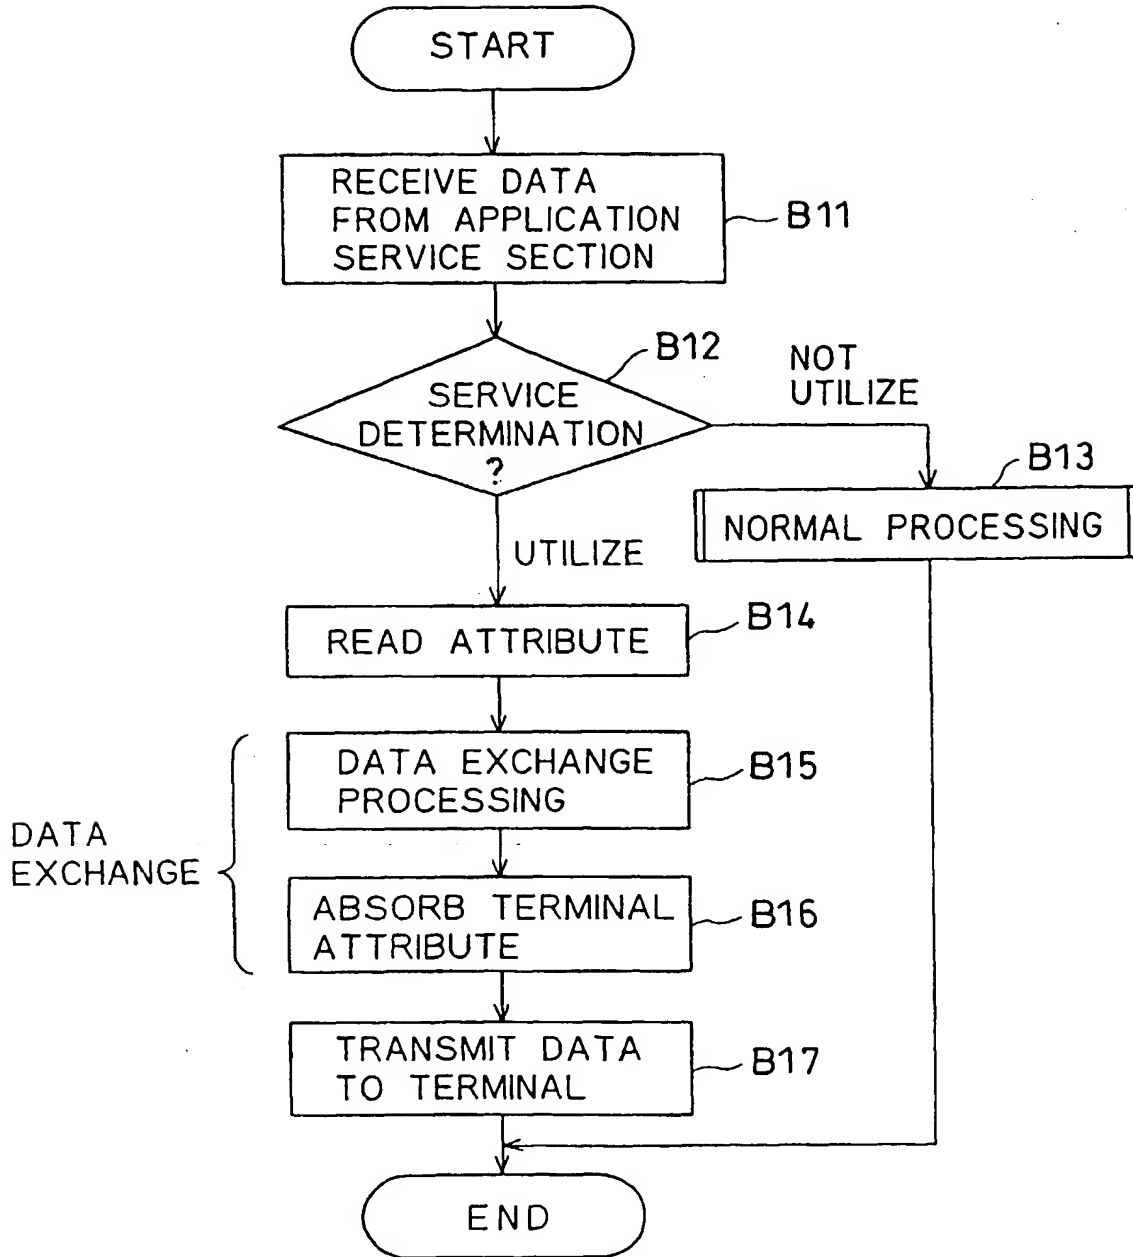 START
RECEIVE DATA
FROM APPLICATION
SERVICE SECTION
B11
B12
SERVICE
DETERMINATION
?
NOT
UTILIZE
B13
NORMAL PROCESSING
UTILIZE
READ ATTRIBUTE
B14
DATA EXCHANGE
PROCESSING
B15
DATA
EXCHANGE
ABSORB TERMINAL
ATTRIBUTE
B16
TRANSMIT DATA
TO TERMINAL
B17
END